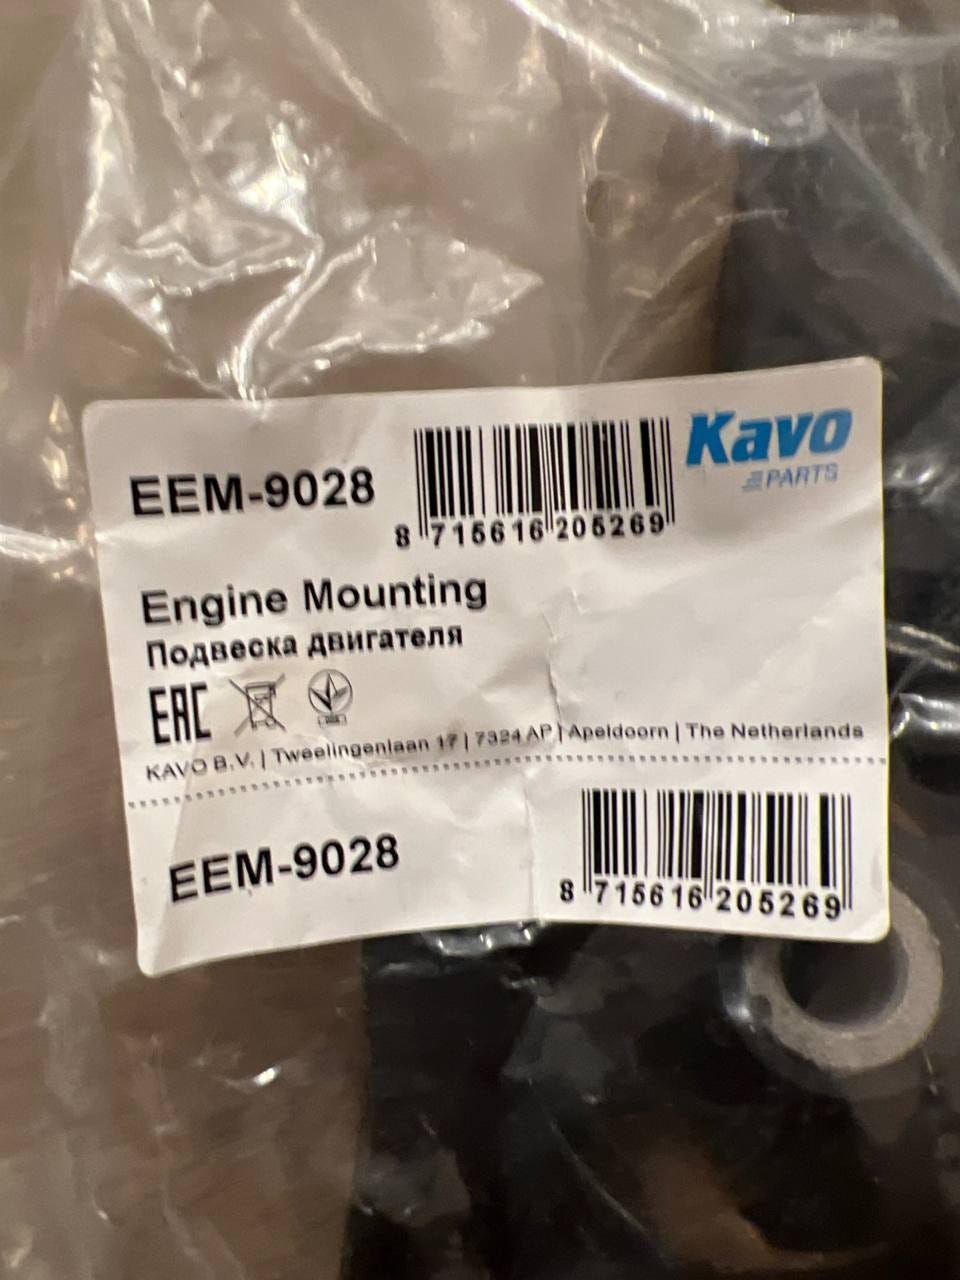 EEM-9028
8 715616 205269
Kavo
PARTS
Engine Mounting
Подвеска двигателя
EAC
KAVO B.V. | Tweelingenlaan 17 | 7324 AP | Apeldoorn | The Netherlands
EEM-9028
8 715616 205269